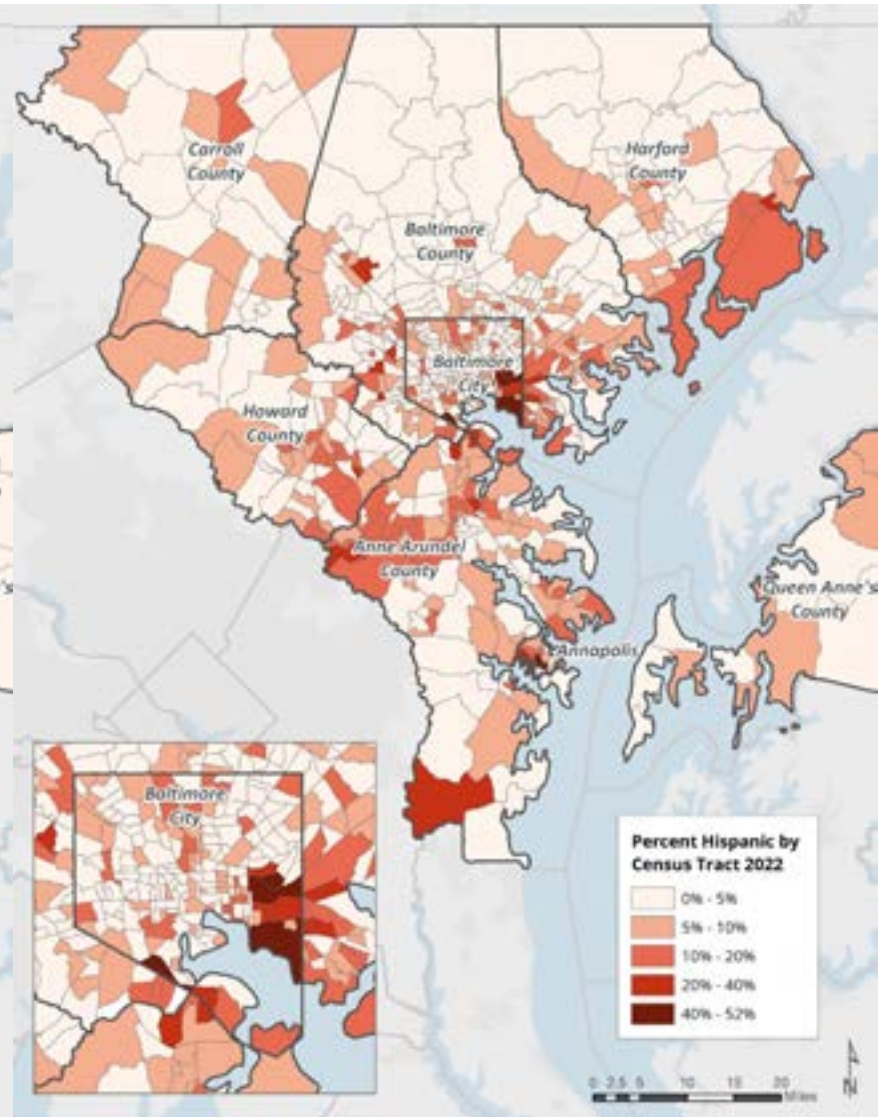 Carroll
County
Harford
County
Baltimore
County
Baltimore
City
Howard
County
Anne Arundel
County
Queen Anne's
County
Annapolis
Baltimore
City
Percent Hispanic by
Census Tract 2022
0% - 5%
5% - 10%
10% - 20%
20% - 40%
40% - 52%
0 2.5 5 10 15 20
Miles
N